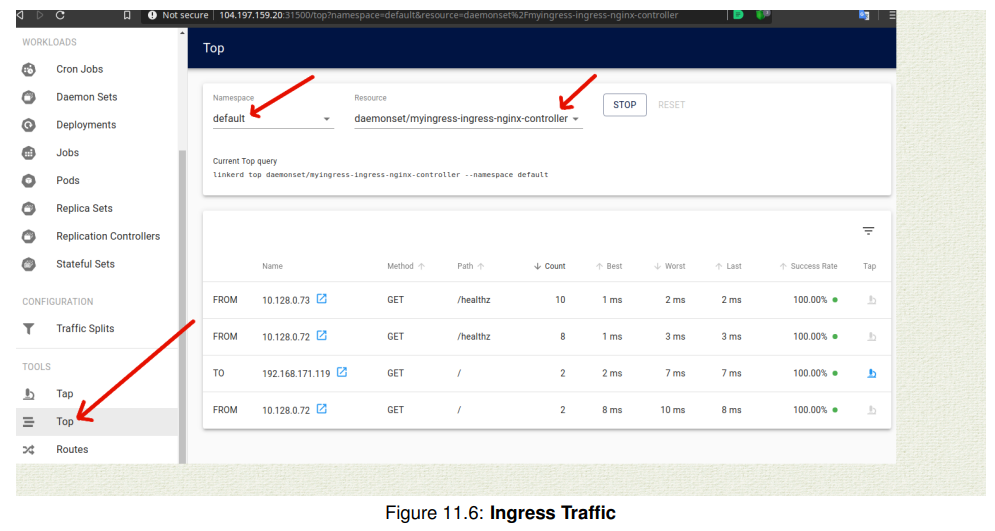 Not secure | 104.197.159.20:31500/top?namespace=default&resource=daemonset%2Fmyingress-ingress-nginx-controller
WORKLOADS
Cron Jobs
Daemon Sets
Deployments
Jobs
Pods
Replica Sets
Replication Controllers
Stateful Sets
CONFIGURATION
Traffic Splits
TOOLS
Tap
Top
Routes
Top
Namespace Resource
default daemonset/myingress-ingress-nginx-controller STOP RESET
Current Top query
linkerd top daemonset/myingress-ingress-nginx-controller --namespace default
Name Method ↑ Path ↑ ↓ Count ↑ Best ↓ Worst ↑ Last ↑ Success Rate Tap
FROM 10.128.0.73 GET /healthz 10 1 ms 2 ms 2 ms 100.00%
FROM 10.128.0.72 GET /healthz 8 1 ms 3 ms 3 ms 100.00%
TO 192.168.171.119 GET / 2 2 ms 7 ms 7 ms 100.00%
FROM 10.128.0.72 GET / 2 8 ms 10 ms 8 ms 100.00%
Figure 11.6: Ingress Traffic